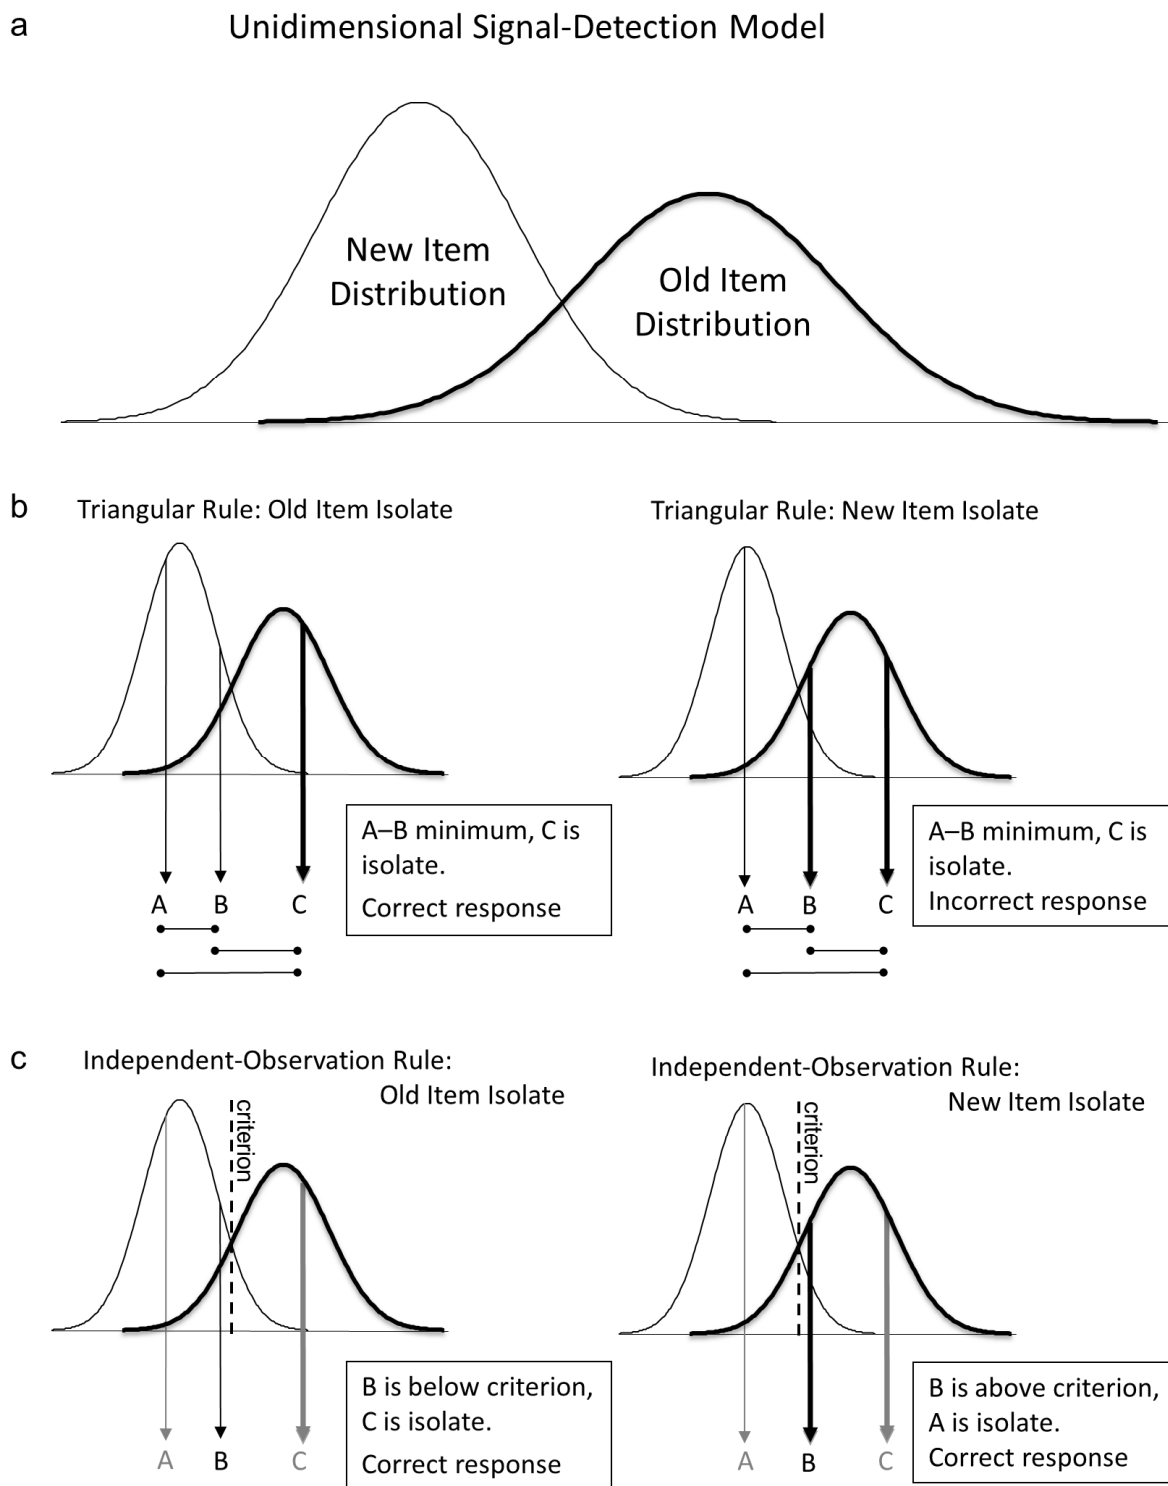 a
Unidimensional Signal-Detection Model
New Item
Distribution
Old Item
Distribution
b
Triangular Rule: Old Item Isolate
A–B minimum, C is
isolate.
Correct response
A B C
Triangular Rule: New Item Isolate
A–B minimum, C is
isolate.
Incorrect response
A B C
c
Independent-Observation Rule:
Old Item Isolate
criterion
B is below criterion,
C is isolate.
Correct response
A B C
Independent-Observation Rule:
New Item Isolate
criterion
B is above criterion,
A is isolate.
Correct response
A B C